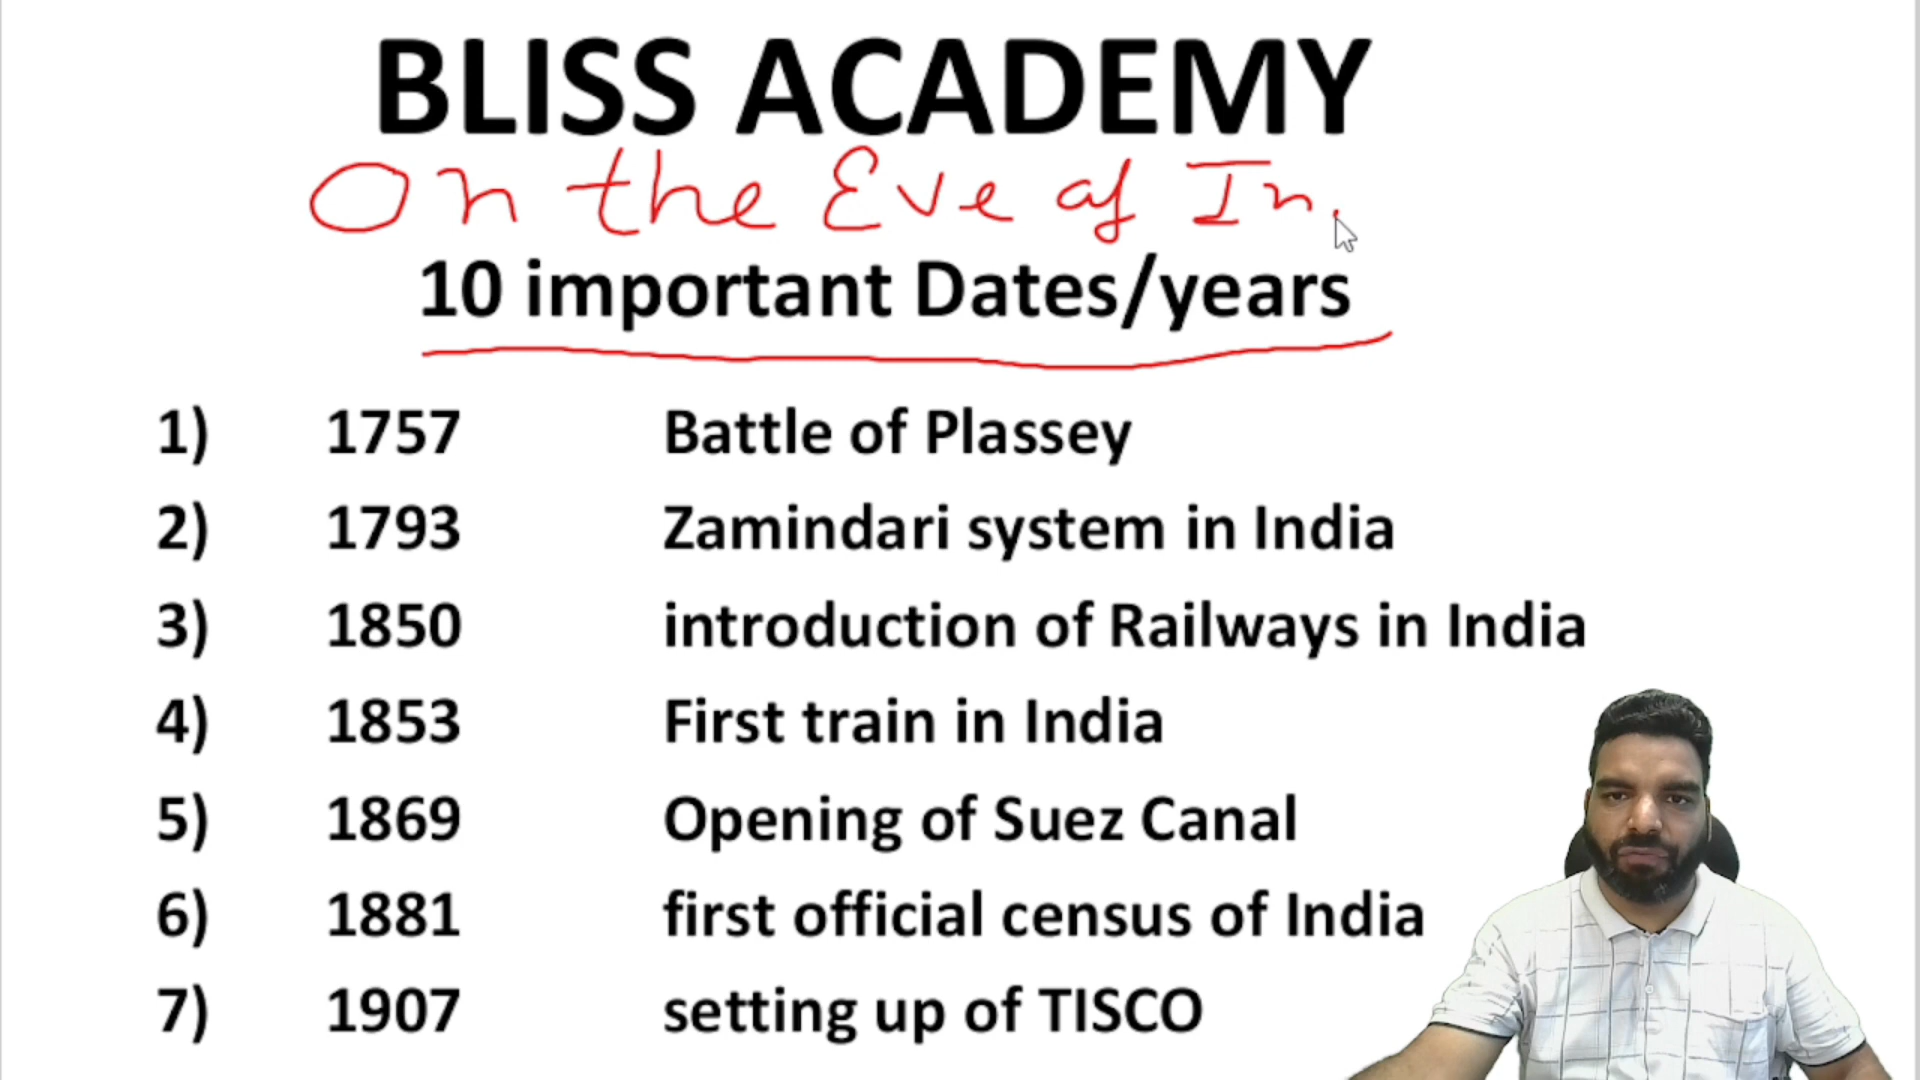 BLISS ACADEMY
On the Eve of In
10 important Dates/years
1) 1757 Battle of Plassey
2) 1793 Zamindari system in India
3) 1850 introduction of Railways in India
4) 1853 First train in India
5) 1869 Opening of Suez Canal
6) 1881 first official census of India
7) 1907 setting up of TISCO